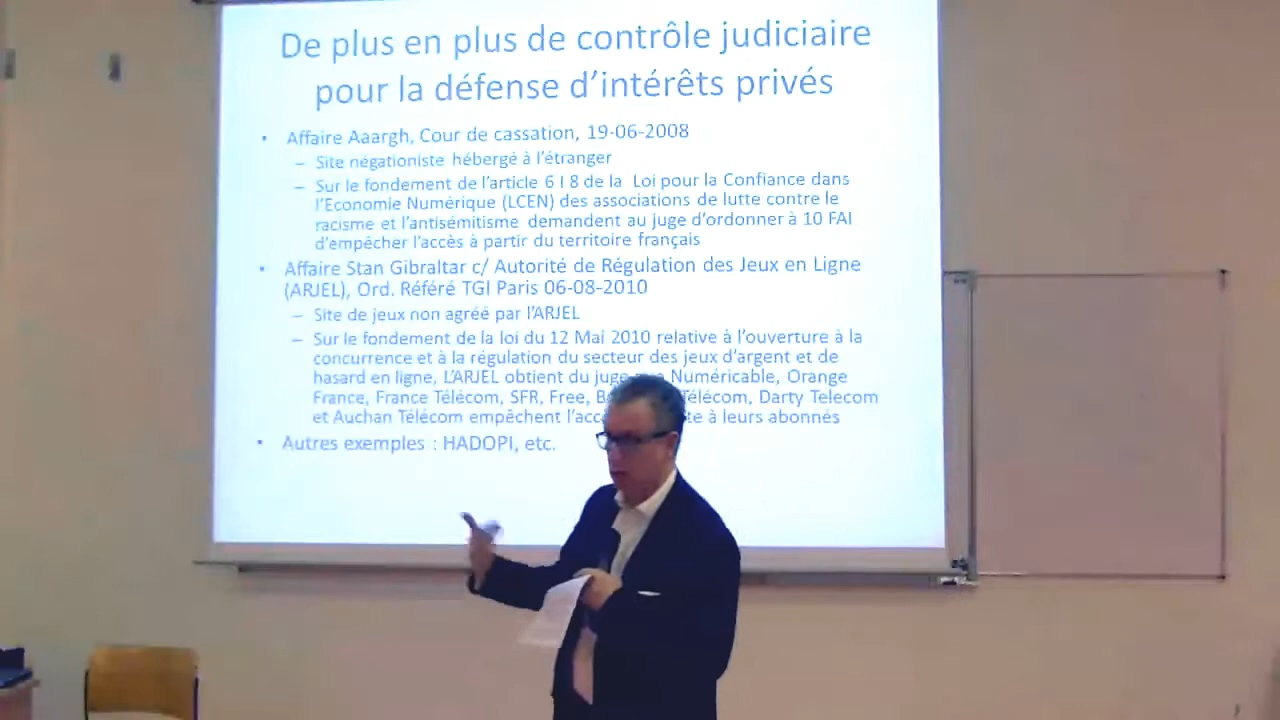 De plus en plus de contrôle judiciaire
pour la défense d'intérêts privés
• Affaire Aaargh, Cour de cassation, 19-06-2008
– Site négationiste hébergé à l'étranger
– Sur le fondement de l'article 6 I 8 de la Loi pour la Confiance dans
l'Economie Numérique (LCEN) des associations de lutte contre le
racisme et l'antisémitisme demandent au juge d'ordonner à 10 FAI
d'empêcher l'accès à partir du territoire français
• Affaire Stan Gibraltar c/ Autorité de Régulation des Jeux en Ligne
(ARJEL), Ord. Référé TGI Paris 06-08-2010
– Site de jeux non agréé par l'ARJEL
– Sur le fondement de la loi du 12 Mai 2010 relative à l'ouverture à la
concurrence et à la régulation du secteur des jeux d'argent et de
hasard en ligne, L'ARJEL obtient du juge Numéricable, Orange
France, France Télécom, SFR, Free, Télécom, Darty Telecom
et Auchan Télécom empêchent à leurs abonnés
• Autres exemples : HADOPI, etc.